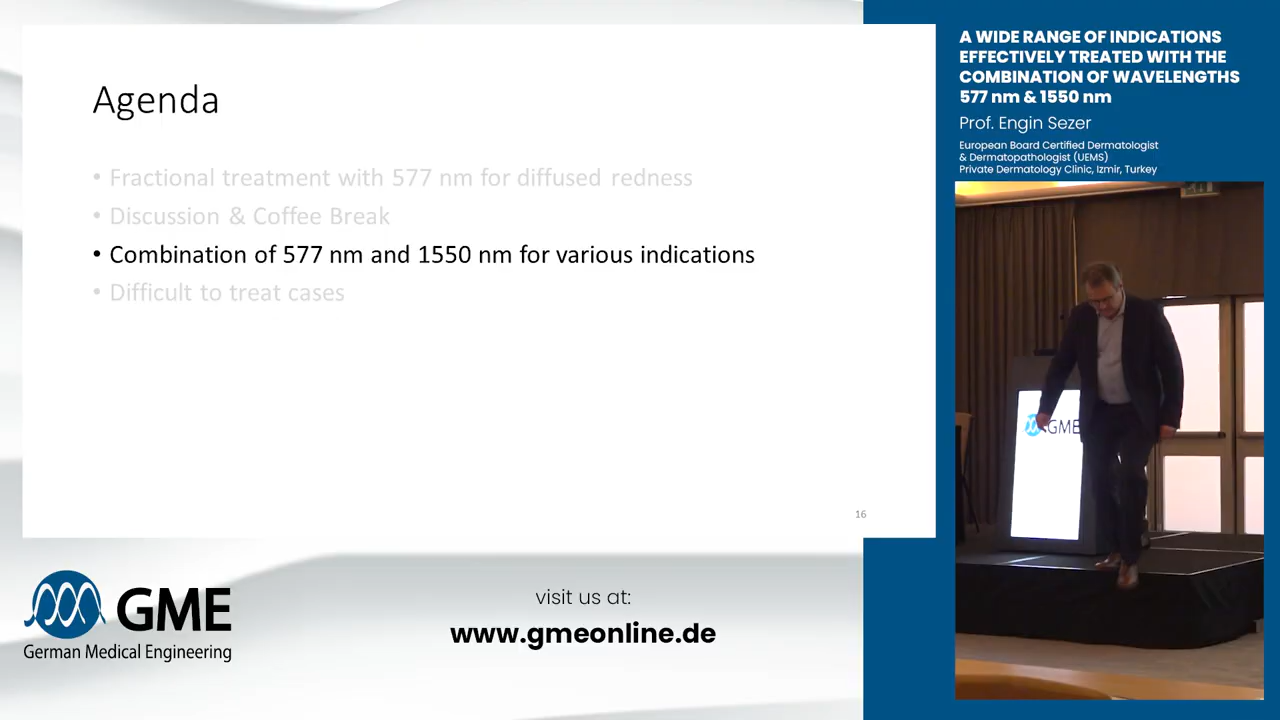 Agenda
• Fractional treatment with 577 nm for diffused redness
• Discussion & Coffee Break
• Combination of 577 nm and 1550 nm for various indications
• Difficult to treat cases
16
A WIDE RANGE OF INDICATIONS
EFFECTIVELY TREATED WITH THE
COMBINATION OF WAVELENGTHS
577 nm & 1550 nm
Prof. Engin Sezer
European Board Certified Dermatologist
& Dermatopathologist (UEMS)
Private Dermatology Clinic, Izmir, Turkey
GME
GME
German Medical Engineering
visit us at:
www.gmeonline.de